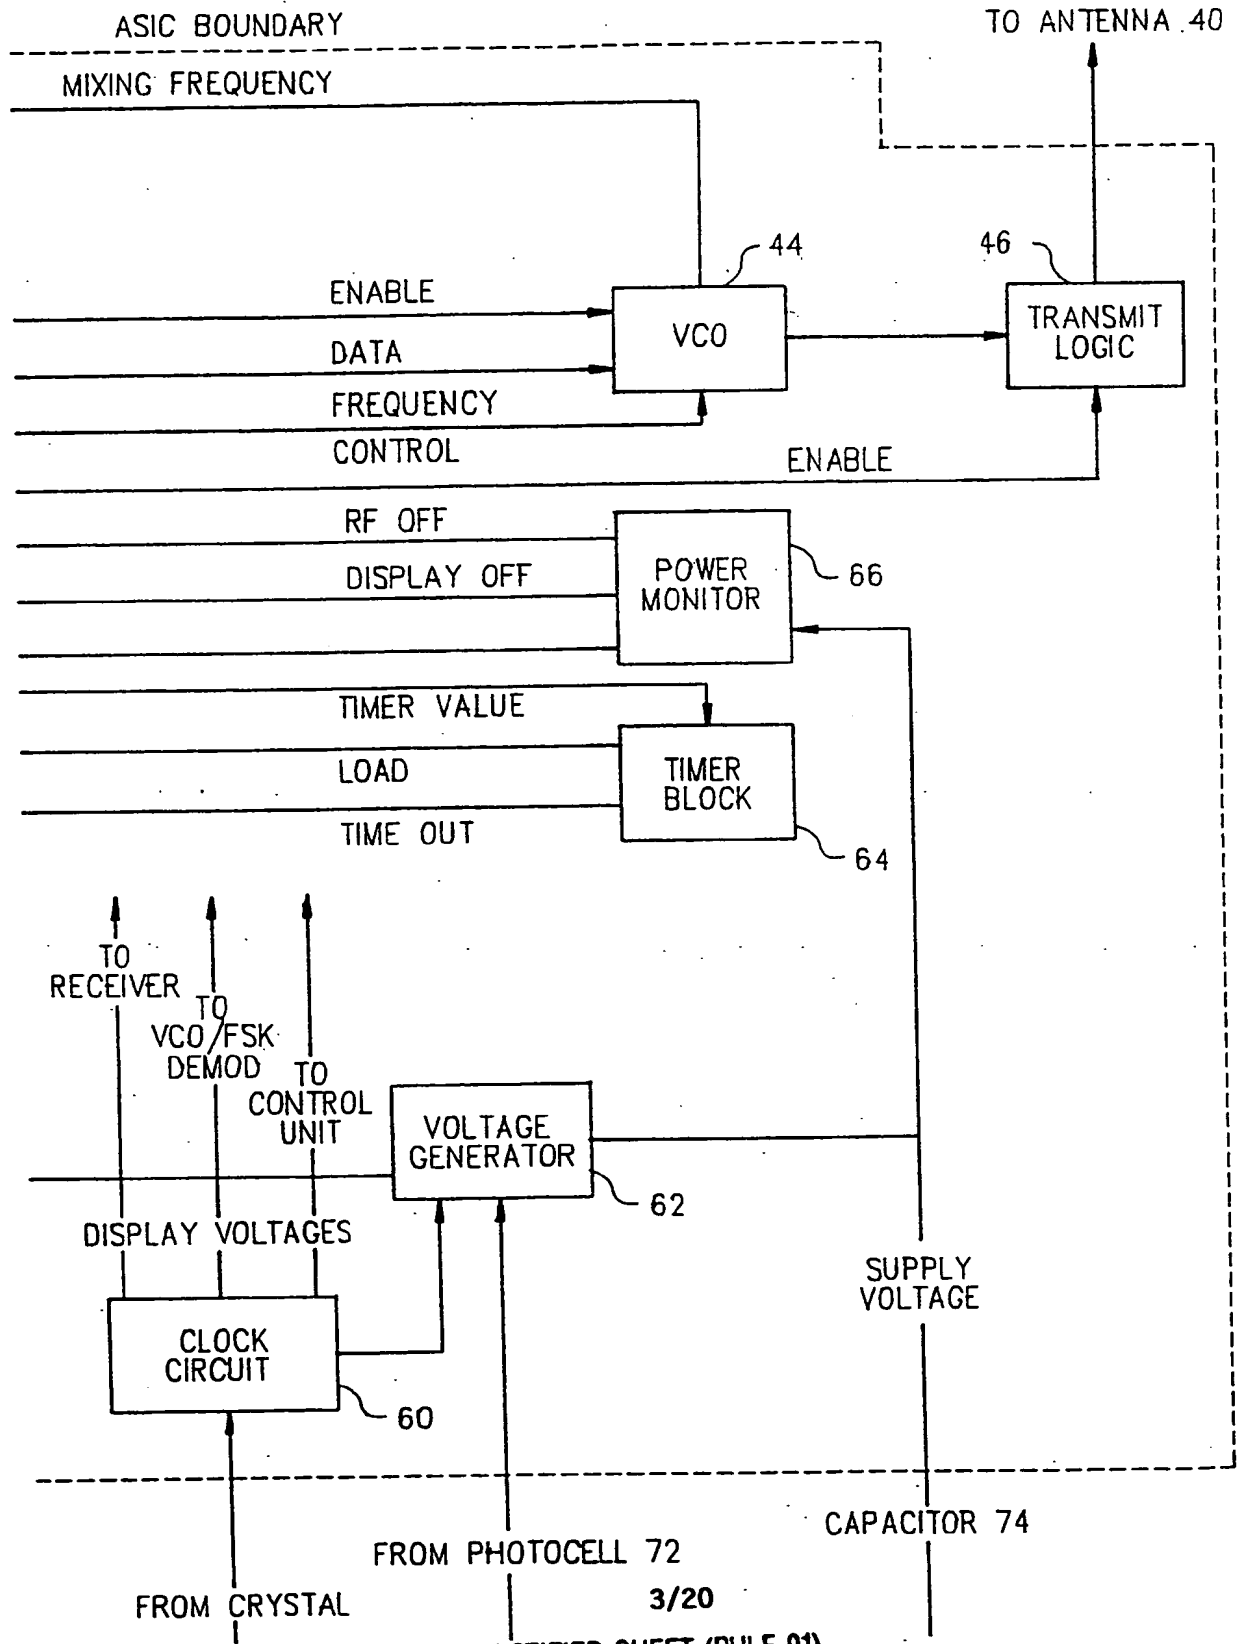 ASIC BOUNDARY
TO ANTENNA 40
MIXING FREQUENCY
44
46
ENABLE
VCO
TRANSMIT
LOGIC
DATA
FREQUENCY
CONTROL
ENABLE
RF OFF
DISPLAY OFF
POWER
MONITOR
66
TIMER VALUE
LOAD
TIMER
BLOCK
TIME OUT
64
TO
RECEIVER
TO
VCO/FSK
DEMOD
TO
CONTROL
UNIT
VOLTAGE
GENERATOR
62
DISPLAY VOLTAGES
SUPPLY
VOLTAGE
CLOCK
CIRCUIT
60
CAPACITOR 74
FROM PHOTOCELL 72
FROM CRYSTAL
3/20
SHEET (RULE 91)